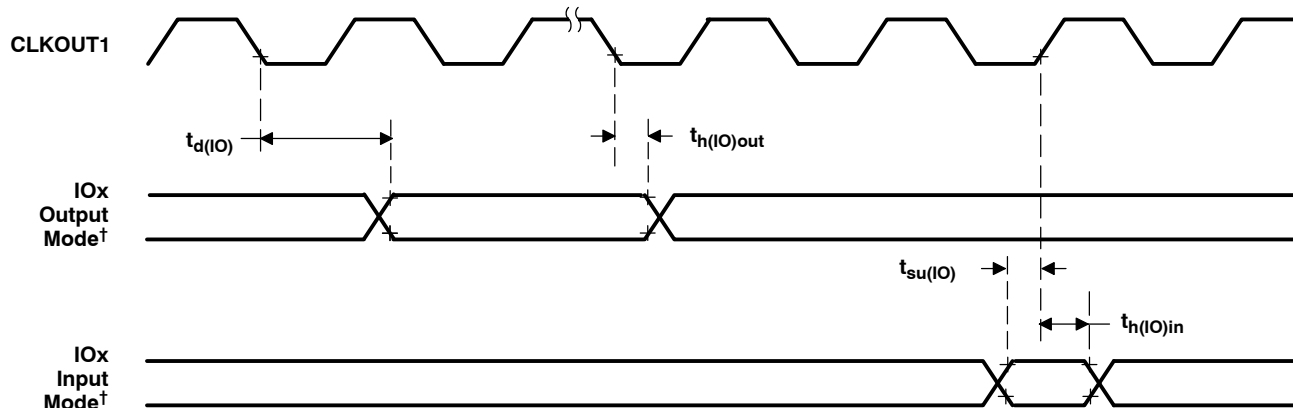 CLKOUT1
td(IO)
th(IO)out
IOx
Output
Mode†
tsu(IO)
th(IO)in
IOx
Input
Mode†